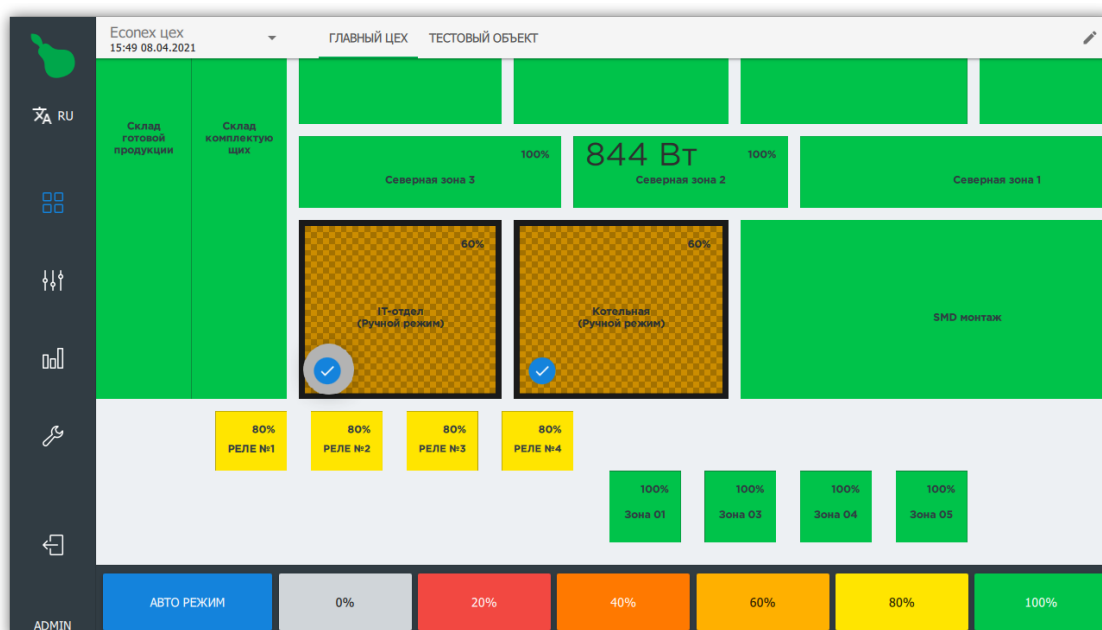 Econex цех
15:49 08.04.2021
ГЛАВНЫЙ ЦЕХ
ТЕСТОВЫЙ ОБЪЕКТ
RU
Склад
готовой
продукции
Склад
комплектую
щих
100%
Северная зона 3
844 Вт
100%
Северная зона 2
Северная зона 1
60%
IT-отдел
(Ручной режим)
60%
Котельная
(Ручной режим)
SMD монтаж
80%
РЕЛЕ №1
80%
РЕЛЕ №2
80%
РЕЛЕ №3
80%
РЕЛЕ №4
100%
Зона 01
100%
Зона 03
100%
Зона 04
100%
Зона 05
АВТО РЕЖИМ
0%
20%
40%
60%
80%
100%
ADMIN